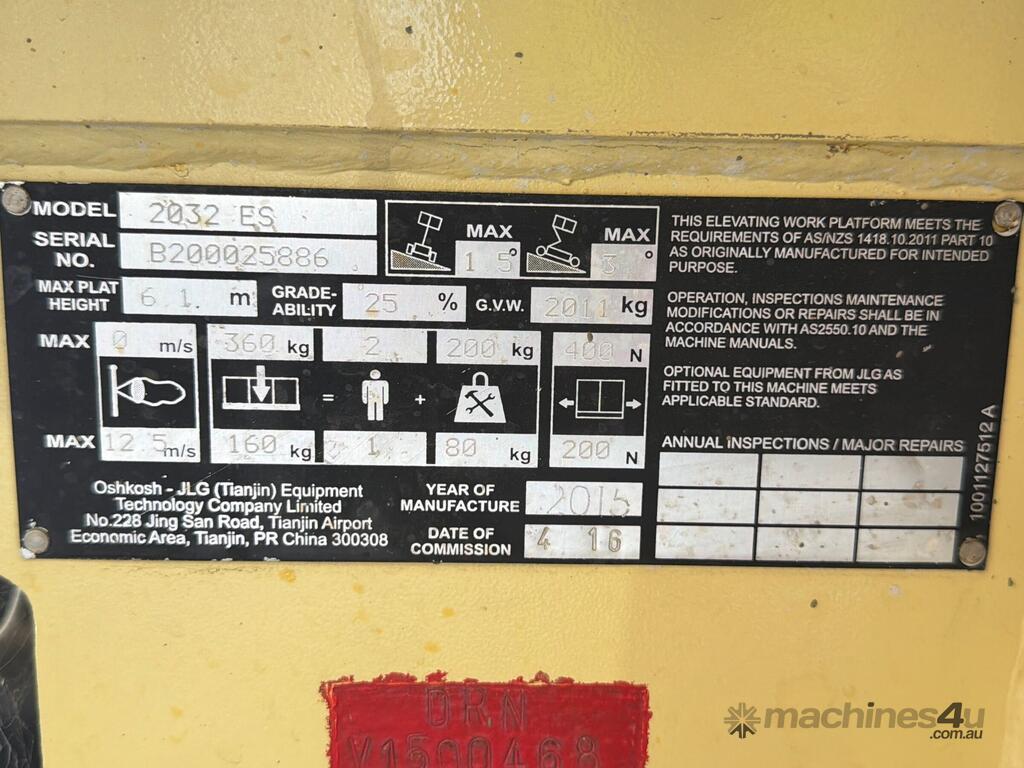 MODEL 2032 ES
SERIAL NO. B200025886
MAX 1 5 °
MAX 3 °
MAX PLAT HEIGHT 6 1 m
GRADE-ABILITY 25 %
G.V.W. 2011 kg
MAX 0 m/s 360 kg 2 200 kg 400 N
= +
MAX 12 5 m/s 160 kg 1 80 kg 200 N
Oshkosh - JLG (Tianjin) Equipment
Technology Company Limited
No.228 Jing San Road, Tianjin Airport
Economic Area, Tianjin, PR China 300308
YEAR OF MANUFACTURE 2015
DATE OF COMMISSION 4 16
THIS ELEVATING WORK PLATFORM MEETS THE
REQUIREMENTS OF AS/NZS 1418.10.2011 PART 10
AS ORIGINALLY MANUFACTURED FOR INTENDED
PURPOSE.
OPERATION, INSPECTIONS MAINTENANCE
MODIFICATIONS OR REPAIRS SHALL BE IN
ACCORDANCE WITH AS2550.10 AND THE
MACHINE MANUALS.
OPTIONAL EQUIPMENT FROM JLG AS
FITTED TO THIS MACHINE MEETS
APPLICABLE STANDARD.
ANNUAL INSPECTIONS / MAJOR REPAIRS
1001127512 A
DRN
V1500468
machines4u
.com.au